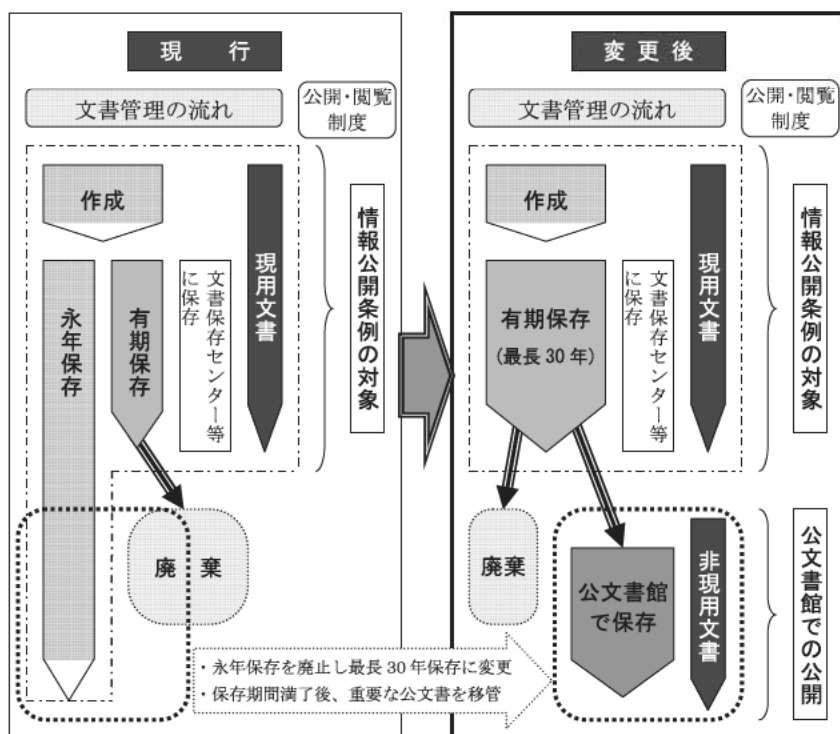 現 行
文書管理の流れ
公開・閲覧
制度
作成
永年保存
有期保存
文書保存センター等
に保存
現用文書
情報公開条例の対象
廃 棄
・永年保存を廃止し最長 30 年保存に変更
・保存期間満了後、重要な公文書を移管
変更後
文書管理の流れ
公開・閲覧
制度
作成
有期保存
(最長 30 年)
文書保存センター等
に保存
現用文書
情報公開条例の対象
廃棄
公文書館
で保存
非現用文書
公文書館での公開